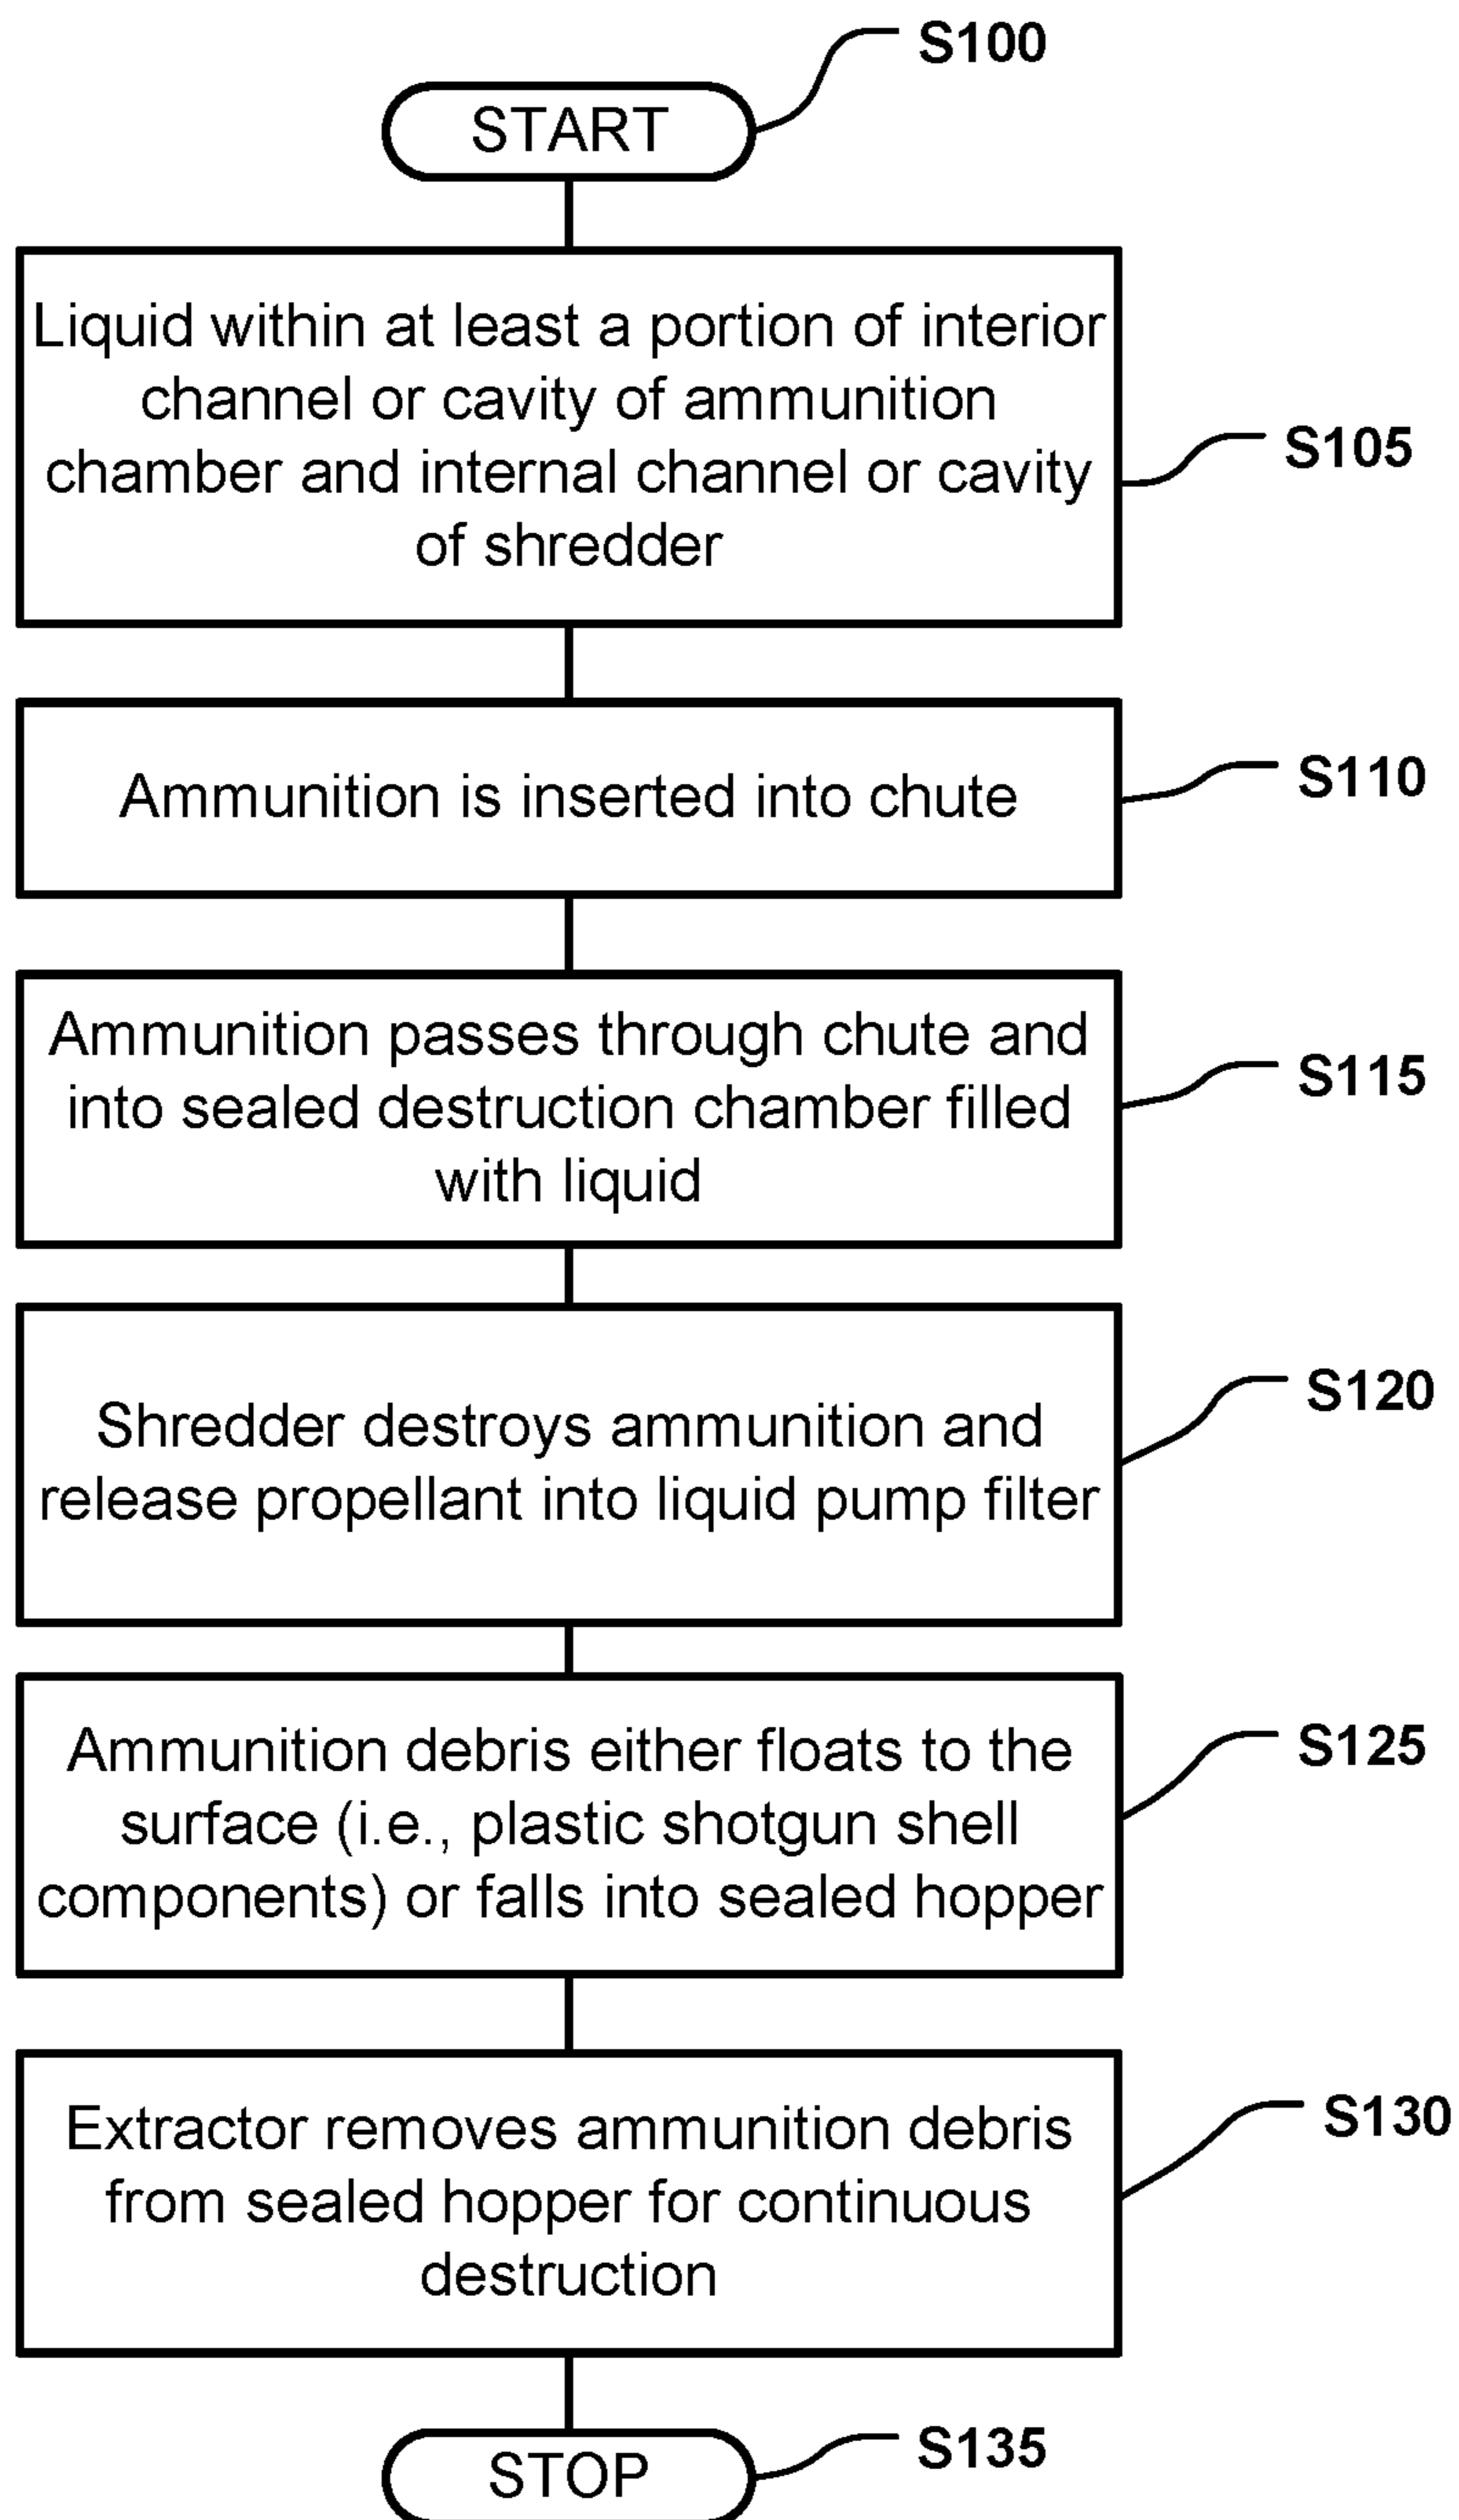 S100
START
Liquid within at least a portion of interior
channel or cavity of ammunition
chamber and internal channel or cavity
of shredder
S105
Ammunition is inserted into chute
S110
Ammunition passes through chute and
into sealed destruction chamber filled
with liquid
S115
Shredder destroys ammunition and
release propellant into liquid pump filter
S120
Ammunition debris either floats to the
surface (i.e., plastic shotgun shell
components) or falls into sealed hopper
S125
Extractor removes ammunition debris
from sealed hopper for continuous
destruction
S130
STOP
S135